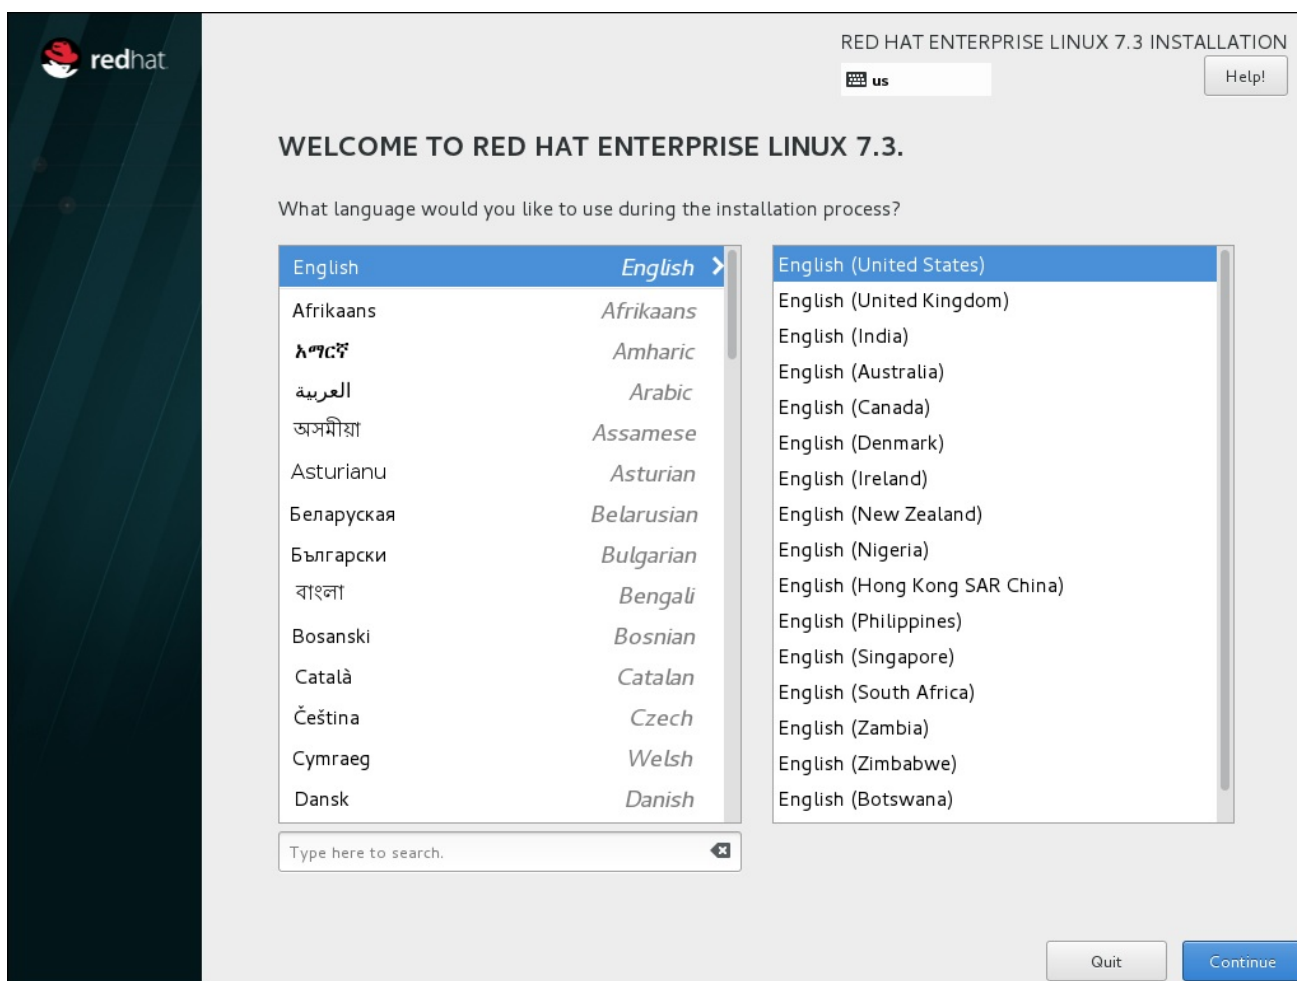 redhat.
RED HAT ENTERPRISE LINUX 7.3 INSTALLATION
us
Help!
WELCOME TO RED HAT ENTERPRISE LINUX 7.3.
What language would you like to use during the installation process?
English English
Afrikaans Afrikaans
አማርኛ Amharic
العربية Arabic
অসমীয়া Assamese
Asturianu Asturian
Беларуская Belarusian
Български Bulgarian
বাংলা Bengali
Bosanski Bosnian
Català Catalan
Čeština Czech
Cymraeg Welsh
Dansk Danish
Type here to search.
English (United States)
English (United Kingdom)
English (India)
English (Australia)
English (Canada)
English (Denmark)
English (Ireland)
English (New Zealand)
English (Nigeria)
English (Hong Kong SAR China)
English (Philippines)
English (Singapore)
English (South Africa)
English (Zambia)
English (Zimbabwe)
English (Botswana)
Quit
Continue